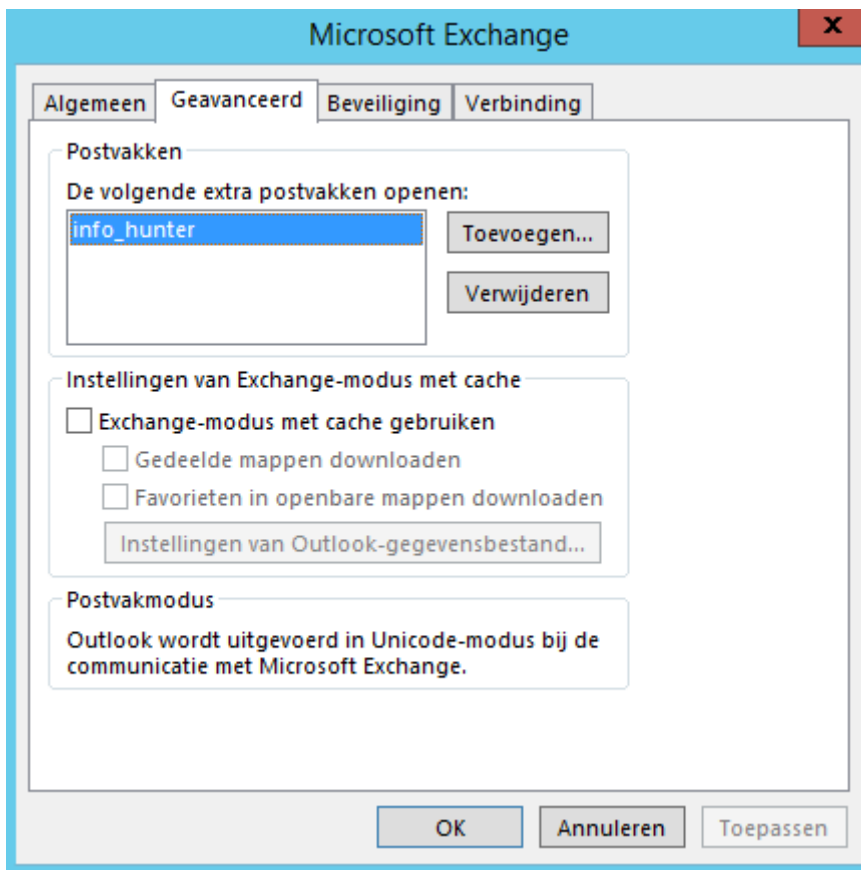 Microsoft Exchange
x
Algemeen Geavanceerd Beveiliging Verbinding
Postvakken
De volgende extra postvakken openen:
info_hunter
Toevoegen...
Verwijderen
Instellingen van Exchange-modus met cache
Exchange-modus met cache gebruiken
Gedeelde mappen downloaden
Favorieten in openbare mappen downloaden
Instellingen van Outlook-gegevensbestand...
Postvakmodus
Outlook wordt uitgevoerd in Unicode-modus bij de
communicatie met Microsoft Exchange.
OK Annuleren Toepassen